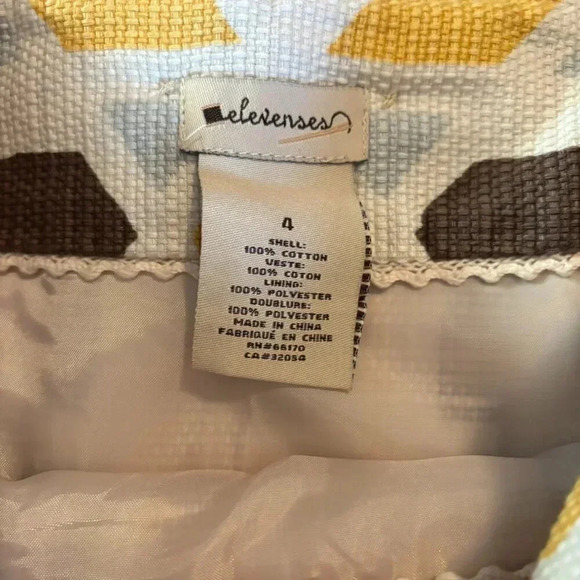 elevenses
4
SHELL:
100% COTTON
VESTE:
100% COTON
LINING:
100% POLYESTER
DOUBLURE:
100% POLYESTER
MADE IN CHINA
FABRIQUÉ EN CHINE
RN#66170
CA#32054